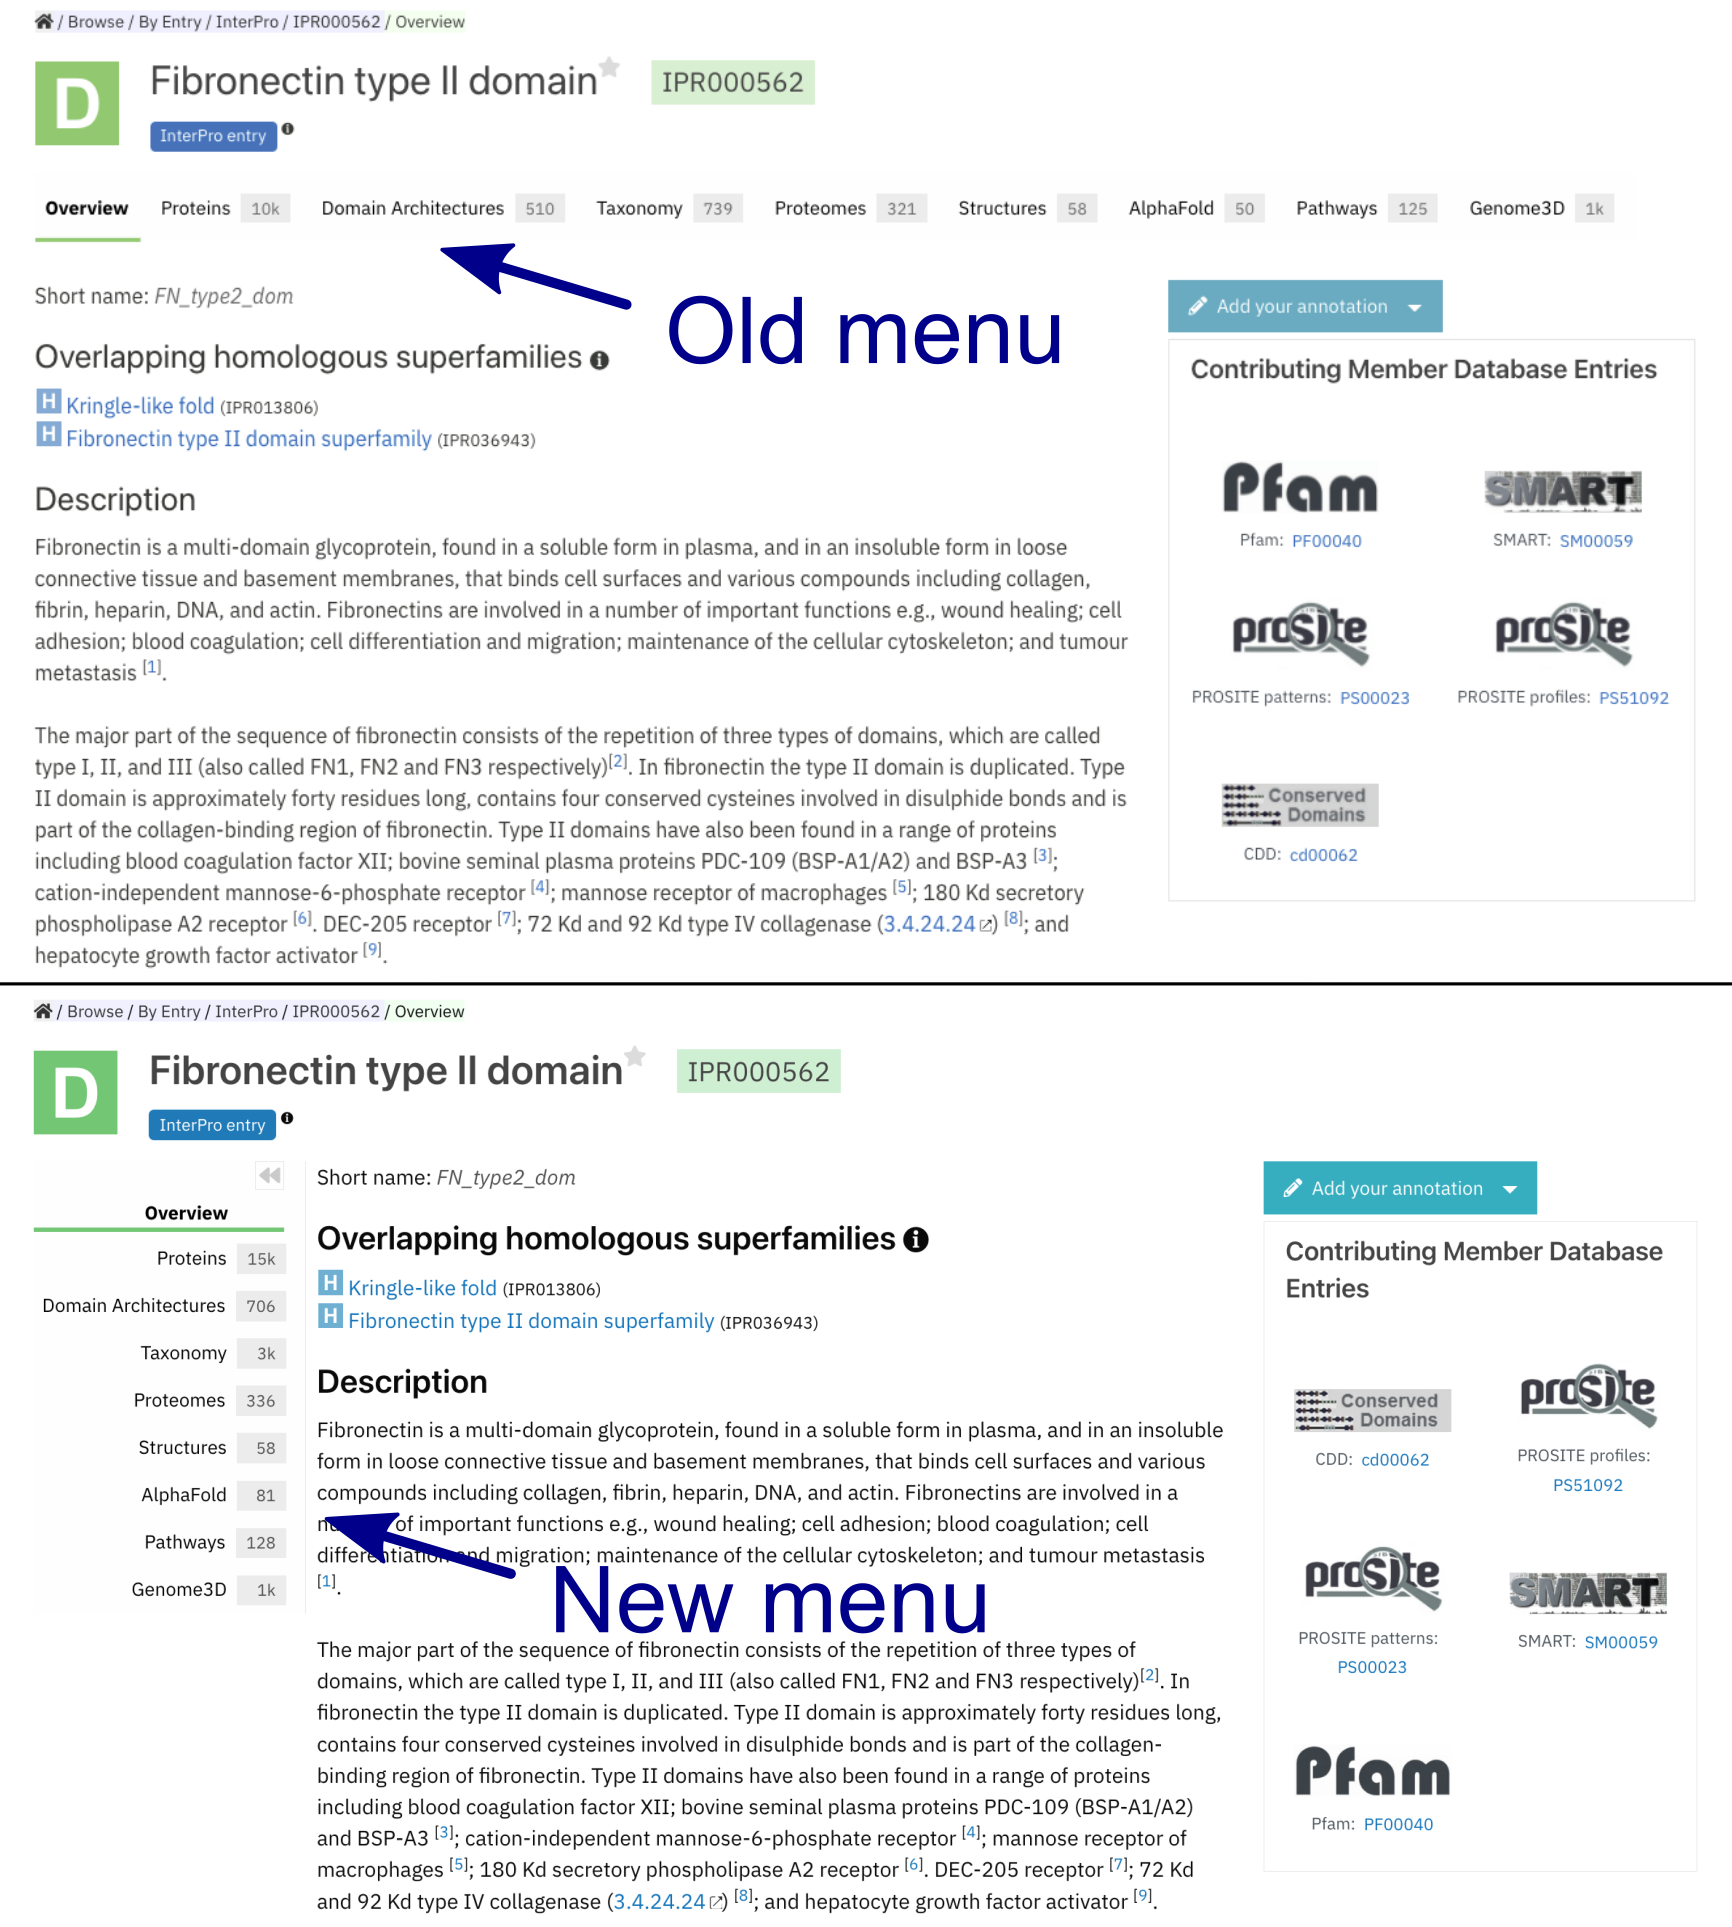 / Browse / By Entry / InterPro / IPR000562 / Overview
D
Fibronectin type II domain IPR000562
InterPro entry
Overview Proteins 10k Domain Architectures 510 Taxonomy 739 Proteomes 321 Structures 58 AlphaFold 50 Pathways 125 Genome3D 1k
Old menu
Short name: FN_type2_dom
Overlapping homologous superfamilies
H Kringle-like fold (IPR013806)
H Fibronectin type II domain superfamily (IPR036943)
Description
Fibronectin is a multi-domain glycoprotein, found in a soluble form in plasma, and in an insoluble form in loose
connective tissue and basement membranes, that binds cell surfaces and various compounds including collagen,
fibrin, heparin, DNA, and actin. Fibronectins are involved in a number of important functions e.g., wound healing; cell
adhesion; blood coagulation; cell differentiation and migration; maintenance of the cellular cytoskeleton; and tumour
metastasis [1].
The major part of the sequence of fibronectin consists of the repetition of three types of domains, which are called
type I, II, and III (also called FN1, FN2 and FN3 respectively)[2]. In fibronectin the type II domain is duplicated. Type
II domain is approximately forty residues long, contains four conserved cysteines involved in disulphide bonds and is
part of the collagen-binding region of fibronectin. Type II domains have also been found in a range of proteins
including blood coagulation factor XII; bovine seminal plasma proteins PDC-109 (BSP-A1/A2) and BSP-A3 [3];
cation-independent mannose-6-phosphate receptor [4]; mannose receptor of macrophages [5]; 180 Kd secretory
phospholipase A2 receptor [6]. DEC-205 receptor [7]; 72 Kd and 92 Kd type IV collagenase (3.4.24.24) [8]; and
hepatocyte growth factor activator [9].
Add your annotation
Contributing Member Database Entries
Pfam SMART
Pfam: PF00040 SMART: SM00059
proSite proSite
PROSITE patterns: PS00023 PROSITE profiles: PS51092
Conserved
Domains
CDD: cd00062
/ Browse / By Entry / InterPro / IPR000562 / Overview
D
Fibronectin type II domain IPR000562
InterPro entry
Overview
Proteins 15k
Domain Architectures 706
Taxonomy 3k
Proteomes 336
Structures 58
AlphaFold 81
Pathways 128
Genome3D 1k
New menu
Short name: FN_type2_dom
Overlapping homologous superfamilies
H Kringle-like fold (IPR013806)
H Fibronectin type II domain superfamily (IPR036943)
Description
Fibronectin is a multi-domain glycoprotein, found in a soluble form in plasma, and in an insoluble
form in loose connective tissue and basement membranes, that binds cell surfaces and various
compounds including collagen, fibrin, heparin, DNA, and actin. Fibronectins are involved in a
of important functions e.g., wound healing; cell adhesion; blood coagulation; cell
differentiation and migration; maintenance of the cellular cytoskeleton; and tumour metastasis
[1].
The major part of the sequence of fibronectin consists of the repetition of three types of
domains, which are called type I, II, and III (also called FN1, FN2 and FN3 respectively)[2]. In
fibronectin the type II domain is duplicated. Type II domain is approximately forty residues long,
contains four conserved cysteines involved in disulphide bonds and is part of the collagen-
binding region of fibronectin. Type II domains have also been found in a range of proteins
including blood coagulation factor XII; bovine seminal plasma proteins PDC-109 (BSP-A1/A2)
and BSP-A3 [3]; cation-independent mannose-6-phosphate receptor [4]; mannose receptor of
macrophages [5]; 180 Kd secretory phospholipase A2 receptor [6]. DEC-205 receptor [7]; 72 Kd
and 92 Kd type IV collagenase (3.4.24.24) [8]; and hepatocyte growth factor activator [9].
Add your annotation
Contributing Member Database
Entries
Conserved
Domains
CDD: cd00062
proSite
PROSITE profiles:
PS51092
proSite
PROSITE patterns:
PS00023
SMART
SMART: SM00059
Pfam
Pfam: PF00040